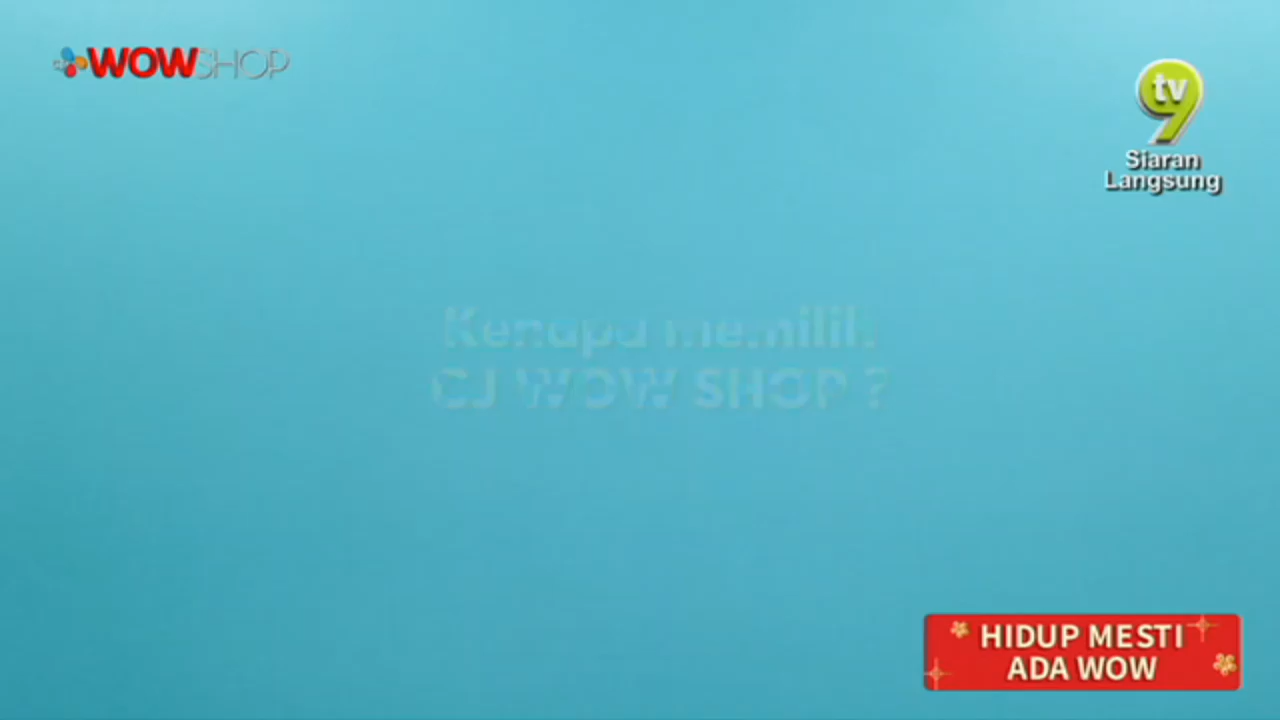 WOWSHOP
tv9
Siaran
Langsung
Kenapa memilih
CJ WOW SHOP ?
HIDUP MESTI
ADA WOW